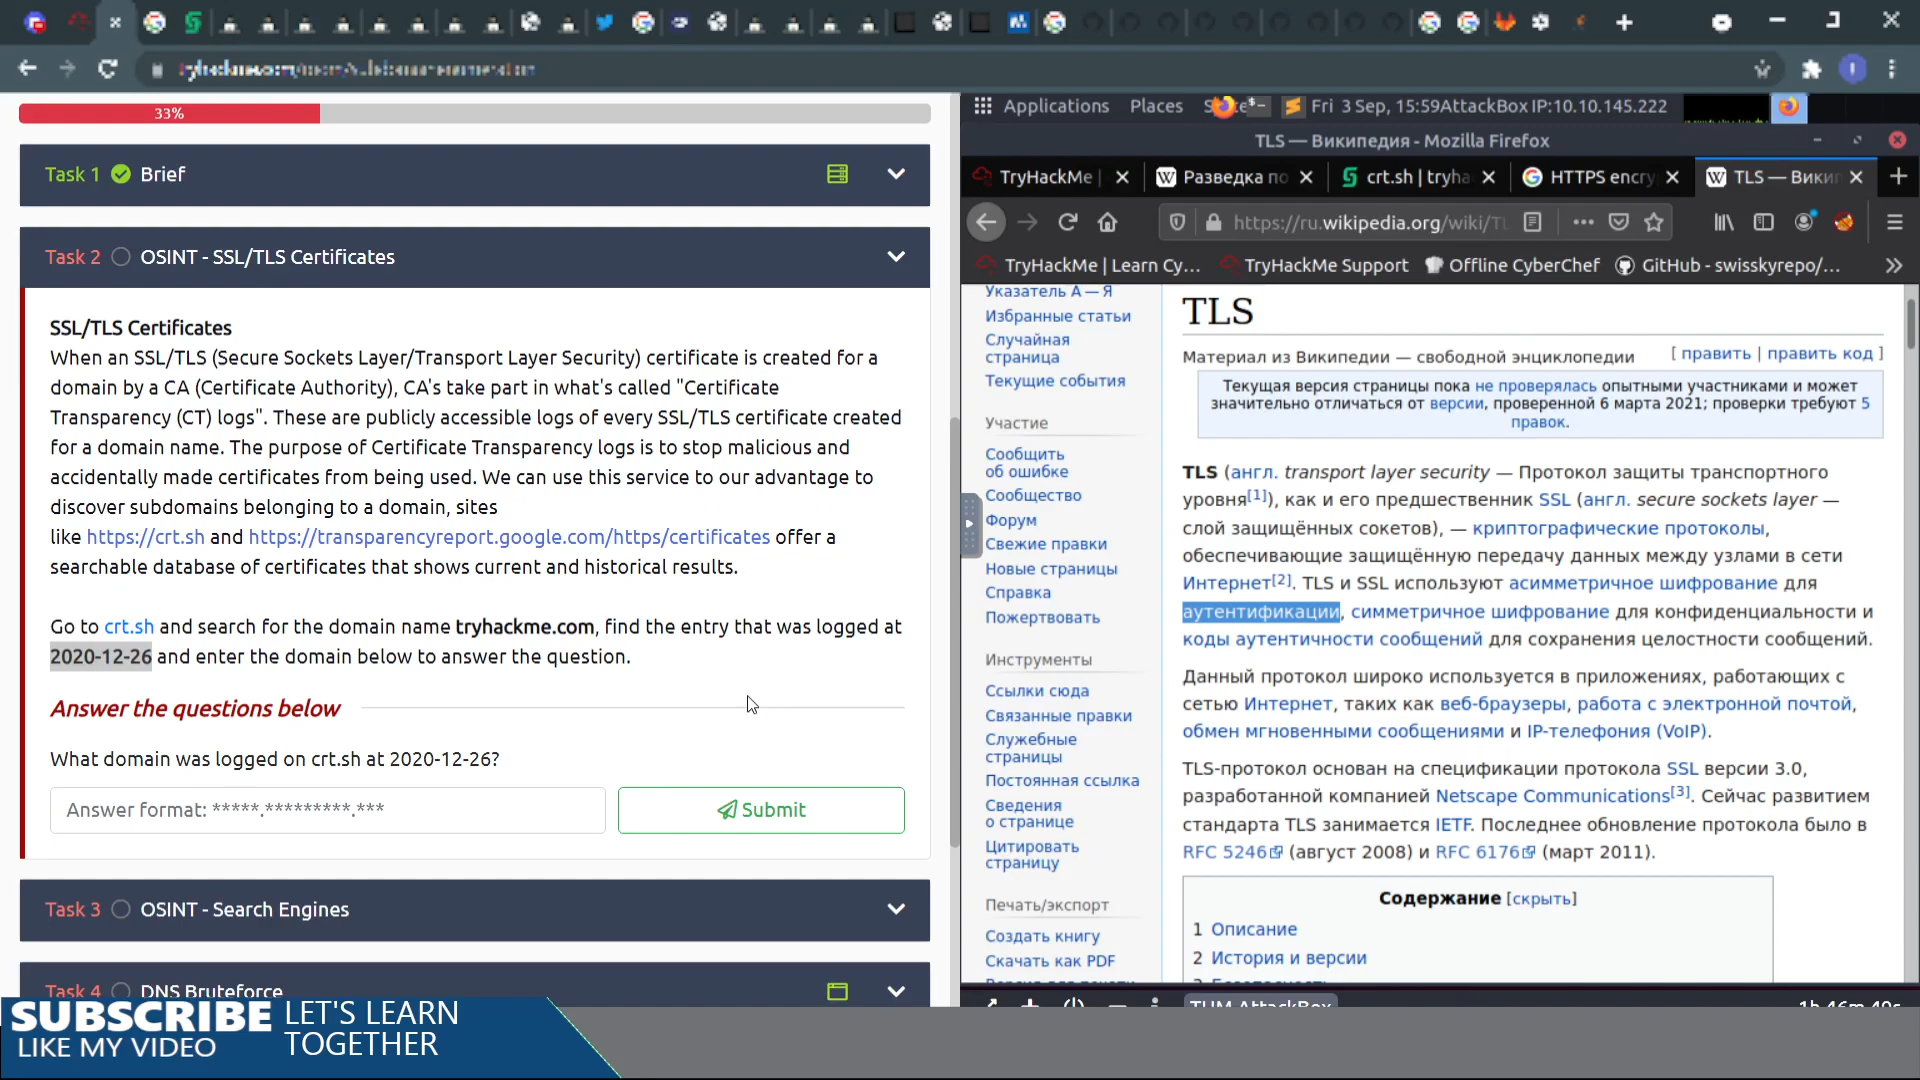 33%
Task 1 Brief
Task 2 OSINT - SSL/TLS Certificates
SSL/TLS Certificates
When an SSL/TLS (Secure Sockets Layer/Transport Layer Security) certificate is created for a
domain by a CA (Certificate Authority), CA's take part in what's called "Certificate
Transparency (CT) logs". These are publicly accessible logs of every SSL/TLS certificate created
for a domain name. The purpose of Certificate Transparency logs is to stop malicious and
accidentally made certificates from being used. We can use this service to our advantage to
discover subdomains belonging to a domain, sites
like https://crt.sh and https://transparencyreport.google.com/https/certificates offer a
searchable database of certificates that shows current and historical results.
Go to crt.sh and search for the domain name tryhackme.com, find the entry that was logged at
2020-12-26 and enter the domain below to answer the question.
Answer the questions below
What domain was logged on crt.sh at 2020-12-26?
Answer format: *****.*********.***
Submit
Task 3 OSINT - Search Engines
Task 4 DNS Bruteforce
SUBSCRIBE
LIKE MY VIDEO
LET'S LEARN
TOGETHER
Applications Places Fri 3 Sep, 15:59 AttackBox IP:10.10.145.222
TLS — Википедия - Mozilla Firefox
TryHackMe | Разведка по crt.sh | tryha HTTPS encry TLS — Вики
https://ru.wikipedia.org/wiki/TL
TryHackMe | Learn Cy... TryHackMe Support Offline CyberChef GitHub - swisskyrepo/...
Указатель А — Я
Избранные статьи
Случайная
страница
Текущие события
Участие
Сообщить
об ошибке
Сообщество
Форум
Свежие правки
Новые страницы
Справка
Пожертвовать
Инструменты
Ссылки сюда
Связанные правки
Служебные
страницы
Постоянная ссылка
Сведения
о странице
Цитировать
страницу
Печать/экспорт
Создать книгу
Скачать как PDF
TLS
Материал из Википедии — свободной энциклопедии
[ править | править код ]
Текущая версия страницы пока не проверялась опытными участниками и может
значительно отличаться от версии, проверенной 6 марта 2021; проверки требуют 5
правок.
TLS (англ. transport layer security — Протокол защиты транспортного
уровня[1]), как и его предшественник SSL (англ. secure sockets layer —
слой защищённых сокетов), — криптографические протоколы,
обеспечивающие защищённую передачу данных между узлами в сети
Интернет[2]. TLS и SSL используют асимметричное шифрование для
аутентификации, симметричное шифрование для конфиденциальности и
коды аутентичности сообщений для сохранения целостности сообщений.
Данный протокол широко используется в приложениях, работающих с
сетью Интернет, таких как веб-браузеры, работа с электронной почтой,
обмен мгновенными сообщениями и IP-телефония (VoIP).
TLS-протокол основан на спецификации протокола SSL версии 3.0,
разработанной компанией Netscape Communications[3]. Сейчас развитием
стандарта TLS занимается IETF. Последнее обновление протокола было в
RFC 5246 (август 2008) и RFC 6176 (март 2011).
Содержание [скрыть]
1 Описание
2 История и версии
THM AttackBox